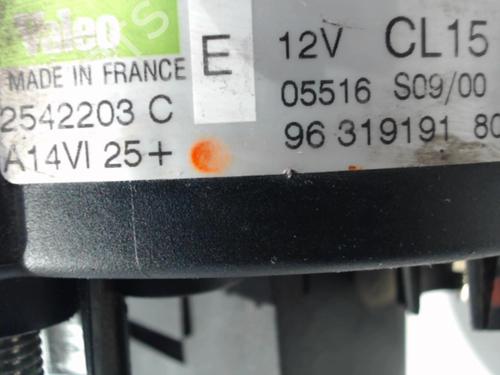 Valeo
E 12V CL15
MADE IN FRANCE
2542203 C 05516 S09/00
A14VI 25+ 96 319191 80